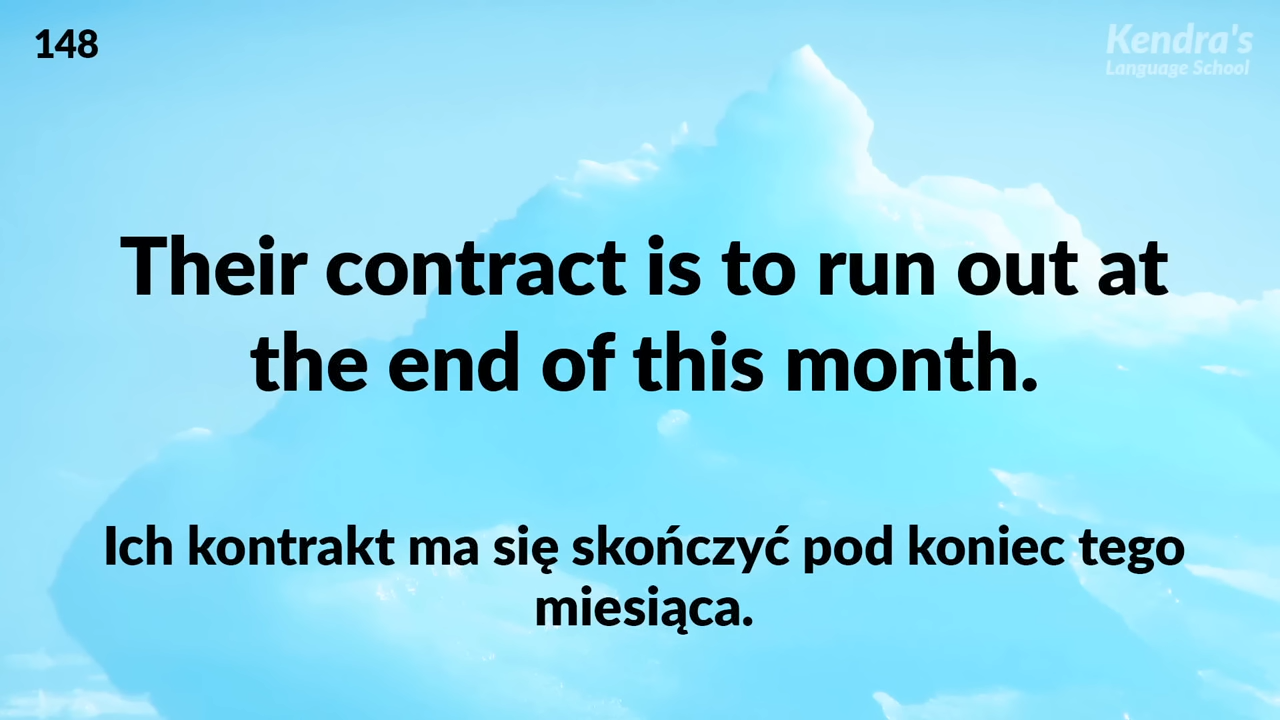 148
Kendra's
Language School
Their contract is to run out at
the end of this month.
Ich kontrakt ma się skończyć pod koniec tego
miesiąca.